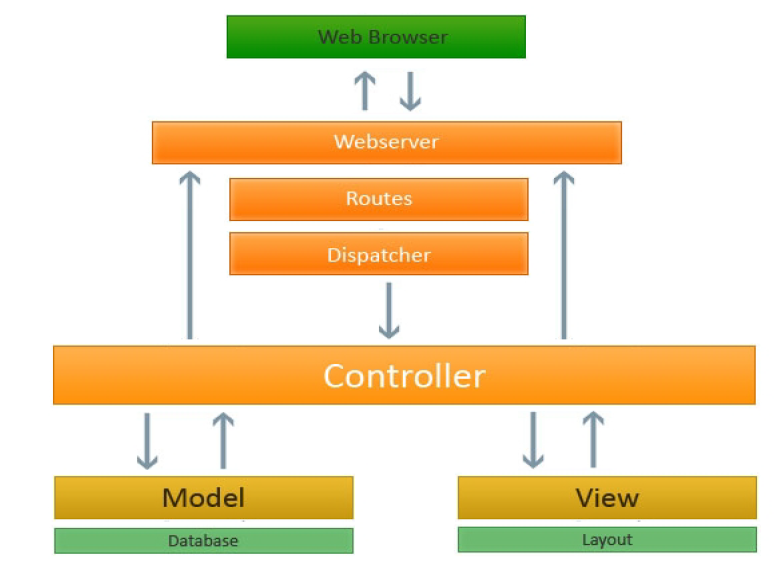 Web Browser
Webserver
Routes
Dispatcher
Controller
Model
View
Database
Layout